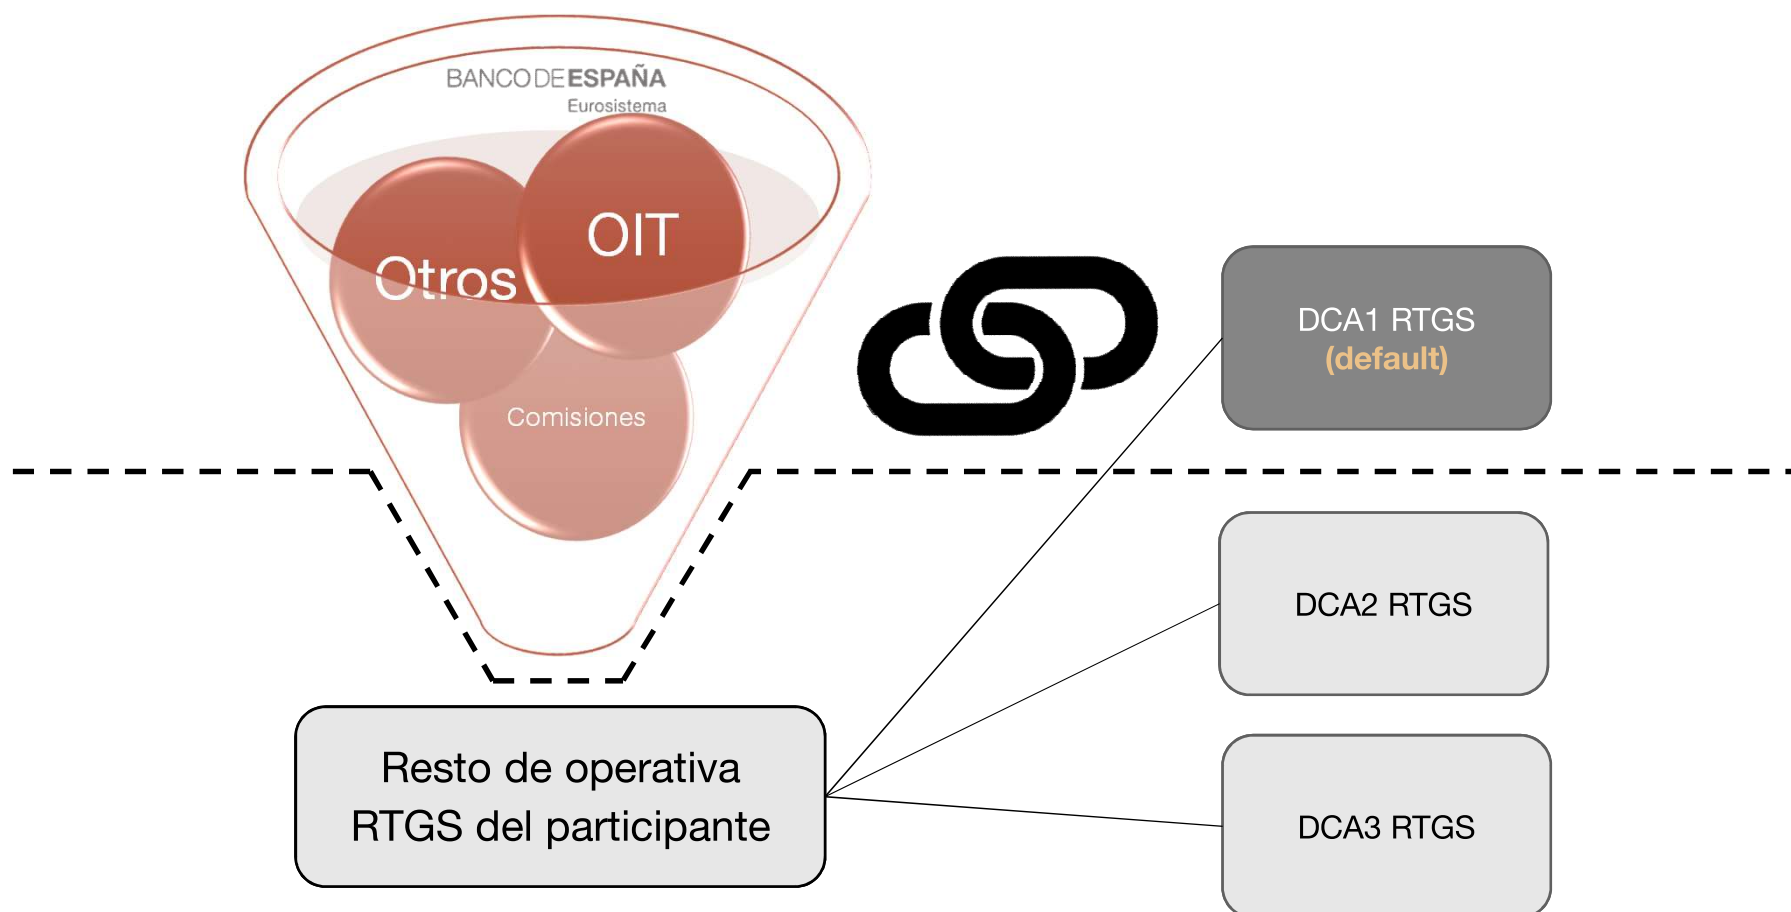 BANCO DE ESPAÑA
Eurosistema
OIT
Otros
Comisiones
DCA1 RTGS
(default)
DCA2 RTGS
Resto de operativa
RTGS del participante
DCA3 RTGS